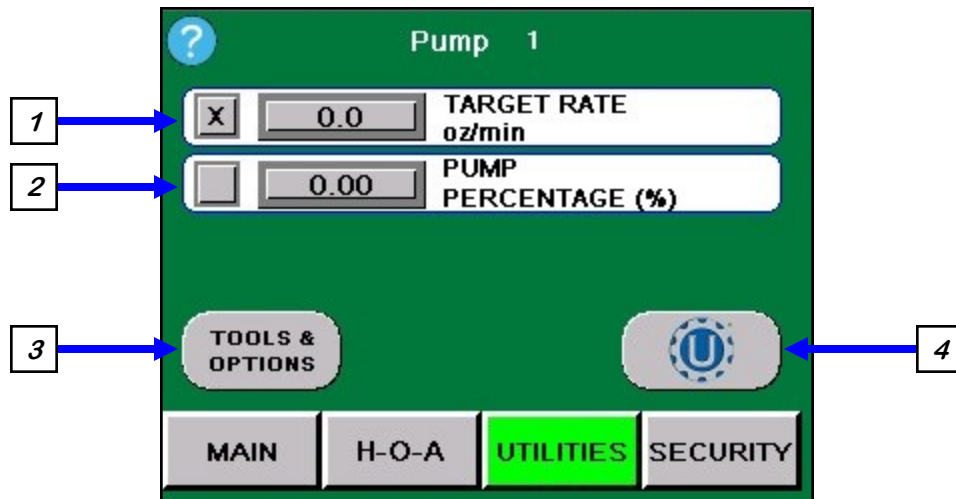 ?
Pump 1
1
X
0.0
TARGET RATE
oz/min
2
0.00
PUMP
PERCENTAGE (%)
3
TOOLS &
OPTIONS
U
4
MAIN
H-O-A
UTILITIES
SECURITY